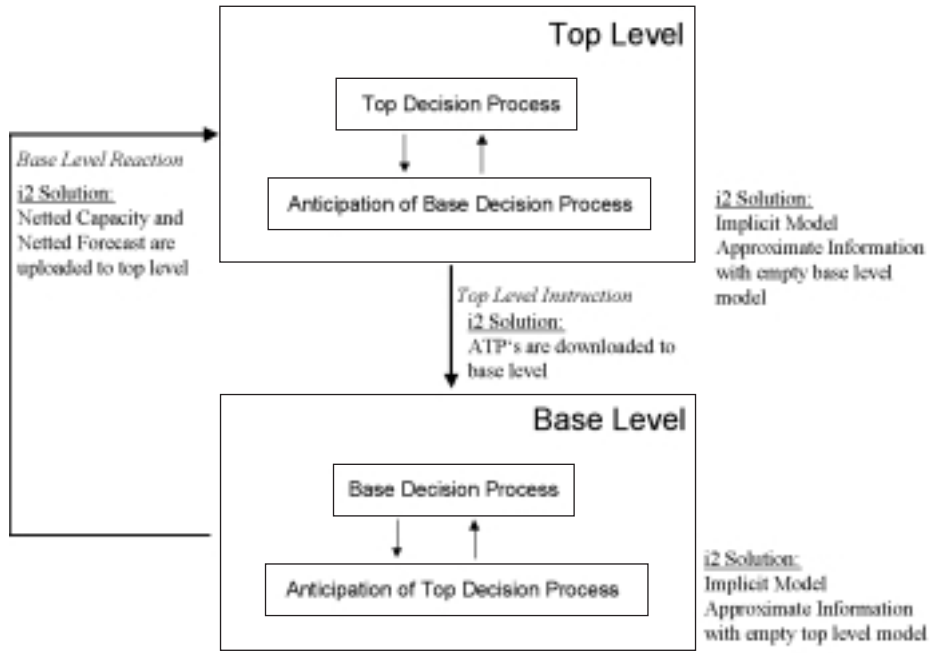 Top Level
Top Decision Process
Anticipation of Base Decision Process
Base Level Reaction
i2 Solution:
Netted Capacity and
Netted Forecast are
uploaded to top level
i2 Solution:
Implicit Model
Approximate Information
with empty base level
model
Top Level Instruction
i2 Solution:
ATP's are downloaded to
base level
Base Level
Base Decision Process
Anticipation of Top Decision Process
i2 Solution:
Implicit Model
Approximate Information
with empty top level model